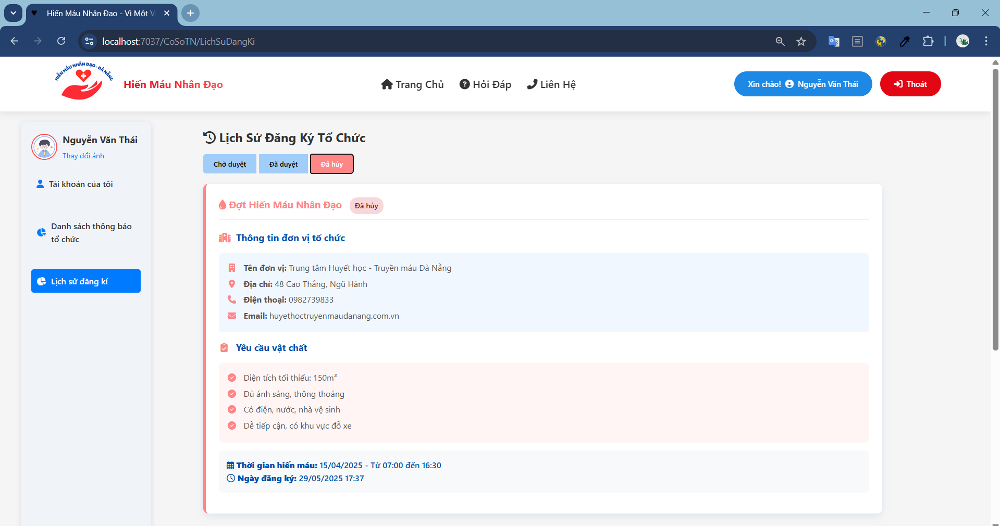 Hiến Máu Nhân Đạo - Vì Một V
localhost:7037/CoSoTN/LichSuDangKi
HIẾN MÁU NHÂN ĐẠO - ĐÀ NẴNG
Hiến Máu Nhân Đạo
Trang Chủ
Hỏi Đáp
Liên Hệ
Xin chào! Nguyễn Văn Thái
Thoát
Nguyễn Văn Thái
Thay đổi ảnh
Tài khoản của tôi
Danh sách thông báo
tổ chức
Lịch sử đăng kí
Lịch Sử Đăng Ký Tổ Chức
Chờ duyệt
Đã duyệt
Đã hủy
Đợt Hiến Máu Nhân Đạo
Đã hủy
Thông tin đơn vị tổ chức
Tên đơn vị: Trung tâm Huyết học - Truyền máu Đà Nẵng
Địa chỉ: 48 Cao Thắng, Ngũ Hành
Điện thoại: 0982739833
Email: huyethoctruyenmaudanang.com.vn
Yêu cầu vật chất
Diện tích tối thiểu: 150m²
Đủ ánh sáng, thông thoáng
Có điện, nước, nhà vệ sinh
Dễ tiếp cận, có khu vực đỗ xe
Thời gian hiến máu: 15/04/2025 - Từ 07:00 đến 16:30
Ngày đăng ký: 29/05/2025 17:37